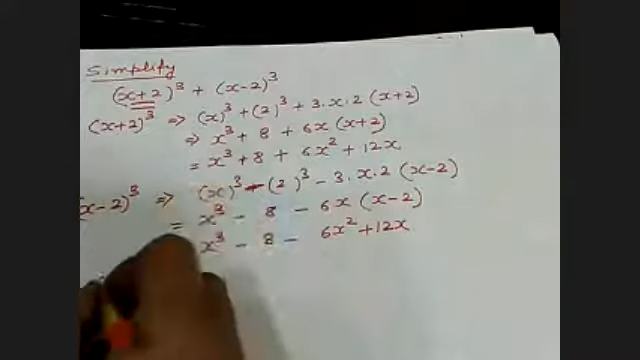 Simplify
(x+2)³ + (x-2)³
(x+2)³ ⇒ (x)³ + (2)³ + 3.x.2 (x+2)
⇒ x³ + 8 + 6x (x+2)
= x³ + 8 + 6x² + 12x
(x-2)³ ⇒ (x)³ - (2)³ - 3.x.2 (x-2)
= x³ - 8 - 6x (x-2)
x³ - 8 - 6x² + 12x